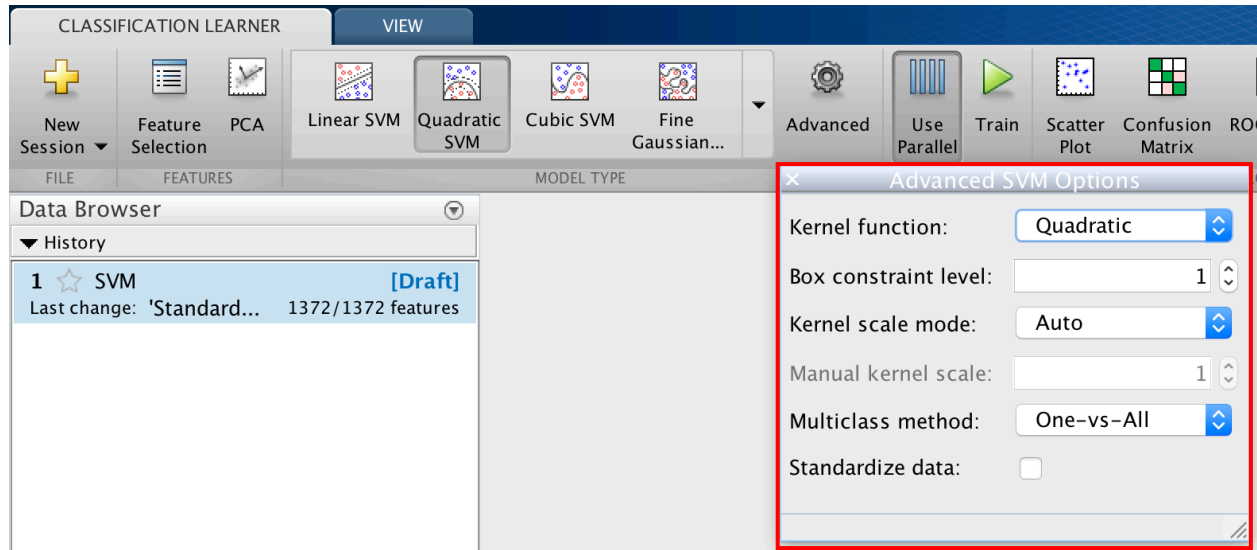 CLASSIFICATION LEARNER
VIEW
New
Session
Feature
Selection
PCA
Linear SVM
Quadratic
SVM
Cubic SVM
Fine
Gaussian...
Advanced
Use
Parallel
Train
Scatter
Plot
Confusion
Matrix
FILE
FEATURES
MODEL TYPE
Data Browser
History
1 SVM [Draft]
Last change: 'Standard... 1372/1372 features
Advanced SVM Options
Kernel function: Quadratic
Box constraint level: 1
Kernel scale mode: Auto
Manual kernel scale: 1
Multiclass method: One-vs-All
Standardize data: